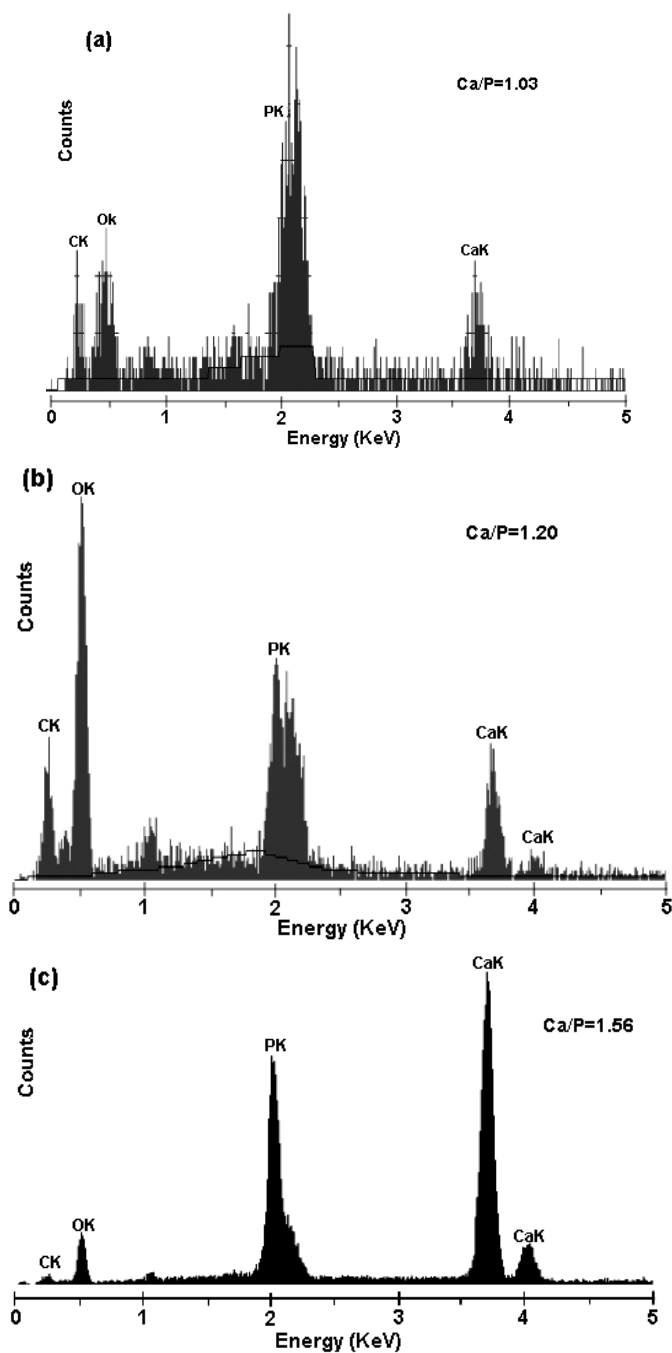 (a)
Ca/P=1.03
PK
Counts
Ok
CK
CaK
0 1 2 3 4 5
Energy (KeV)
(b)
OK
Ca/P=1.20
Counts
PK
CK
CaK
CaK
0 1 2 3 4 5
Energy (KeV)
(c)
CaK
Ca/P=1.56
Counts
PK
OK
CK
CaK
0 1 2 3 4 5
Energy (KeV)